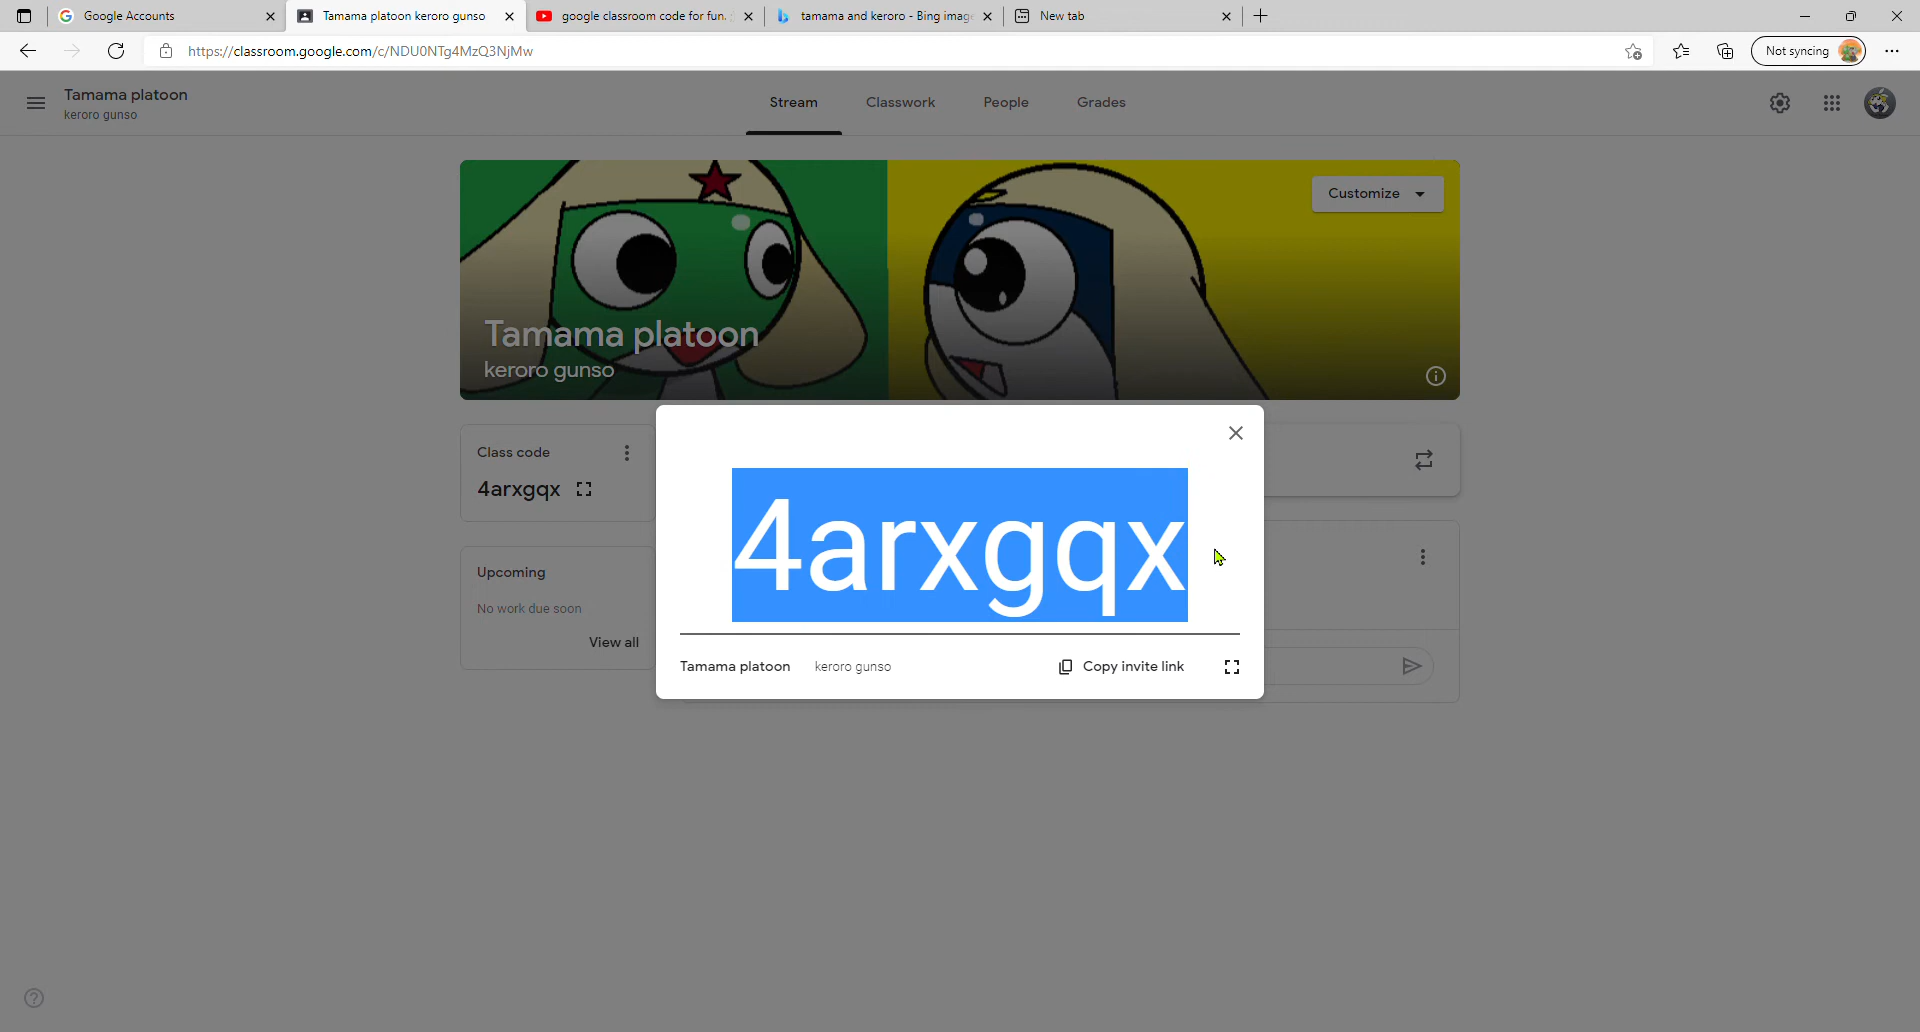 Google Accounts
Tamama platoon keroro gunso
google classroom code for fun.
tamama and keroro - Bing image
New tab
https://classroom.google.com/c/NDU0NTg4MzQ3NjMw
Not syncing
Tamama platoon
keroro gunso
Stream
Classwork
People
Grades
Customize
Tamama platoon
keroro gunso
Class code
4arxgqx
4arxgqx
Upcoming
No work due soon
View all
Tamama platoon
keroro gunso
Copy invite link